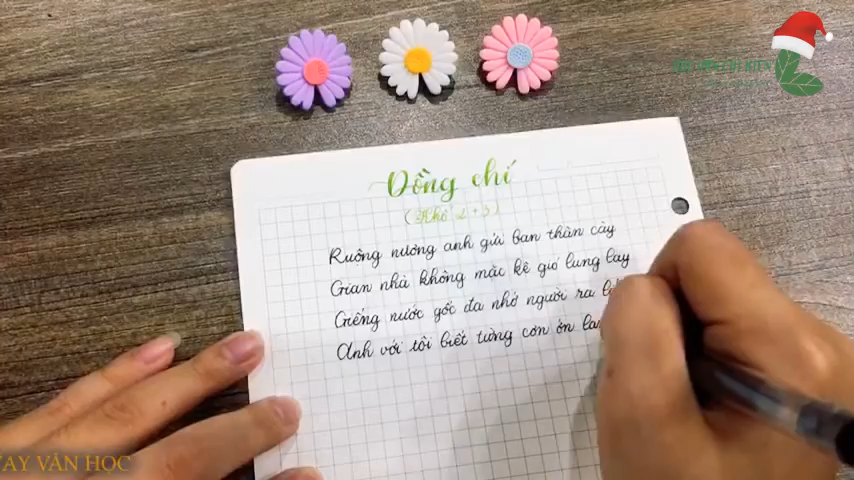 Đồng chí
(Khổ 2 + 3)
Ruộng nương anh gửi bạn thân cày
Gian nhà không mặc kệ gió lung lay
Giếng nước gốc đa nhớ người ra
Anh với tôi biết từng cơn ớn
VĂN HỌC